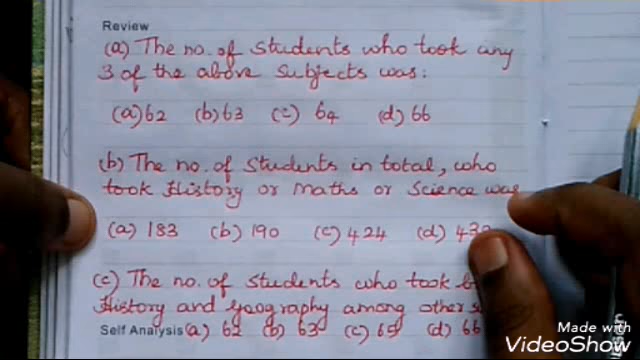 Review
(a) The no. of students who took any
3 of the above subjects was:
(a) 62 (b) 63 (c) 64 (d) 66
(b) The no. of students in total, who
took History or Maths or Science was
(a) 183 (b) 190 (c) 424 (d)
(c) The no. of students who took
History and Geography among other
Self Analysis (a) 62 (b) 63 (c) 65 (d) 66
Made with
VideoShow